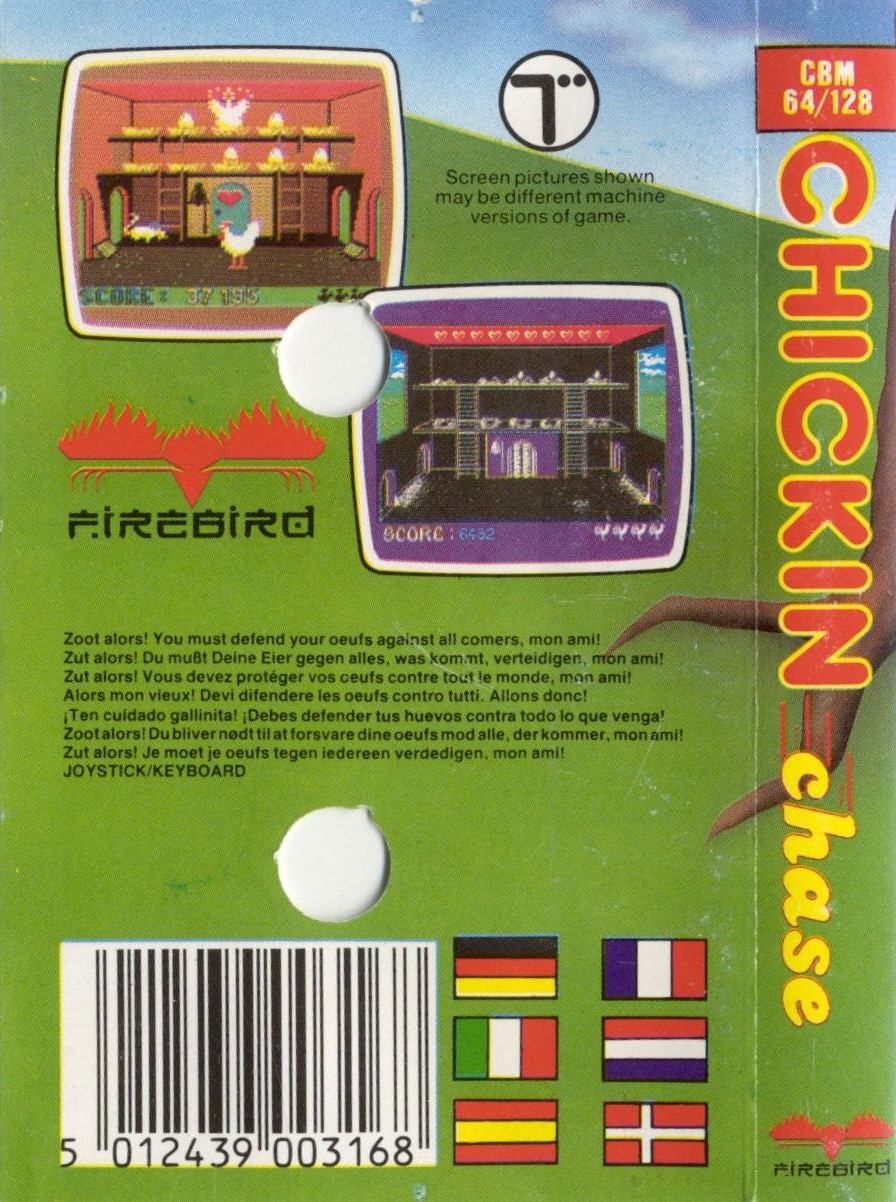 Screen pictures shown
may be different machine
versions of game.
SCORE : 37195
SCORE : 6492
FIREBIRD
Zoot alors! You must defend your oeufs against all comers, mon ami!
Zut alors! Du mußt Deine Eier gegen alles, was kommt, verteidigen, mon ami!
Zut alors! Vous devez protéger vos oeufs contre tout le monde, mon ami!
Alors mon vieux! Devi difendere les oeufs contro tutti. Allons donc!
¡Ten cuidado gallinita! ¡Debes defender tus huevos contra todo lo que venga!
Zoot alors! Du bliver nødt til at forsvare dine oeufs mod alle, der kommer, mon ami!
Zut alors! Je moet je oeufs tegen iedereen verdedigen, mon ami!
JOYSTICK/KEYBOARD
5 012439 003168
CBM
64/128
CHICKIN chase
FIREBIRD